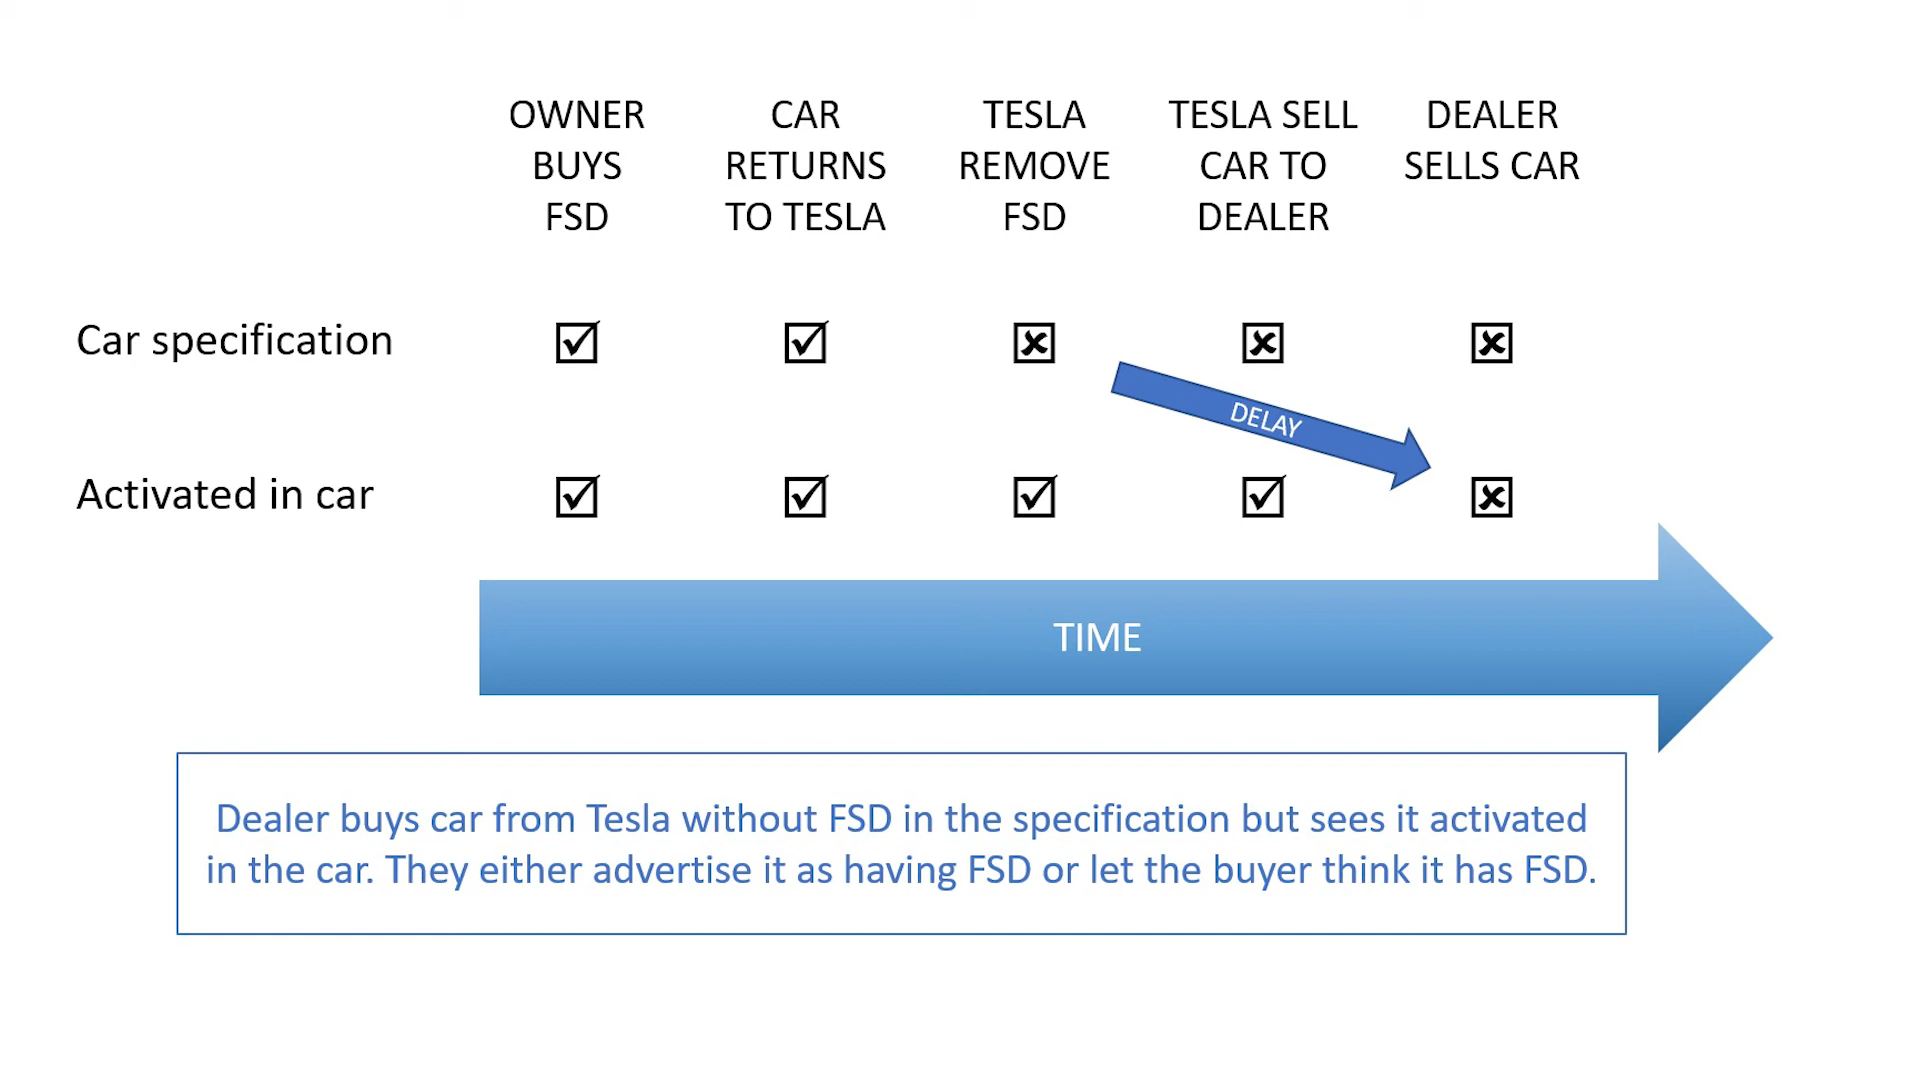 OWNER
BUYS
FSD
CAR
RETURNS
TO TESLA
TESLA
REMOVE
FSD
TESLA SELL
CAR TO
DEALER
DEALER
SELLS CAR
Car specification
DELAY
Activated in car
TIME
Dealer buys car from Tesla without FSD in the specification but sees it activated
in the car. They either advertise it as having FSD or let the buyer think it has FSD.